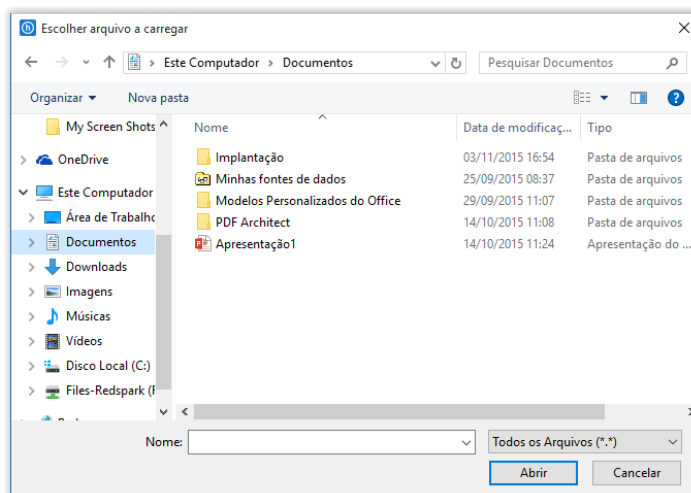 Escolher arquivo a carregar
Este Computador > Documentos
Pesquisar Documentos
Organizar
Nova pasta
My Screen Shots
OneDrive
Este Computador
Área de Trabalho
Documentos
Downloads
Imagens
Músicas
Vídeos
Disco Local (C:)
Files-Redspark (F
Nome Data de modificaç... Tipo
Implantação 03/11/2015 16:54 Pasta de arquivos
Minhas fontes de dados 25/09/2015 08:37 Pasta de arquivos
Modelos Personalizados do Office 29/09/2015 11:07 Pasta de arquivos
PDF Architect 14/10/2015 11:08 Pasta de arquivos
Apresentação1 14/10/2015 11:24 Apresentação do ...
Nome:
Todos os Arquivos (*.*)
Abrir
Cancelar